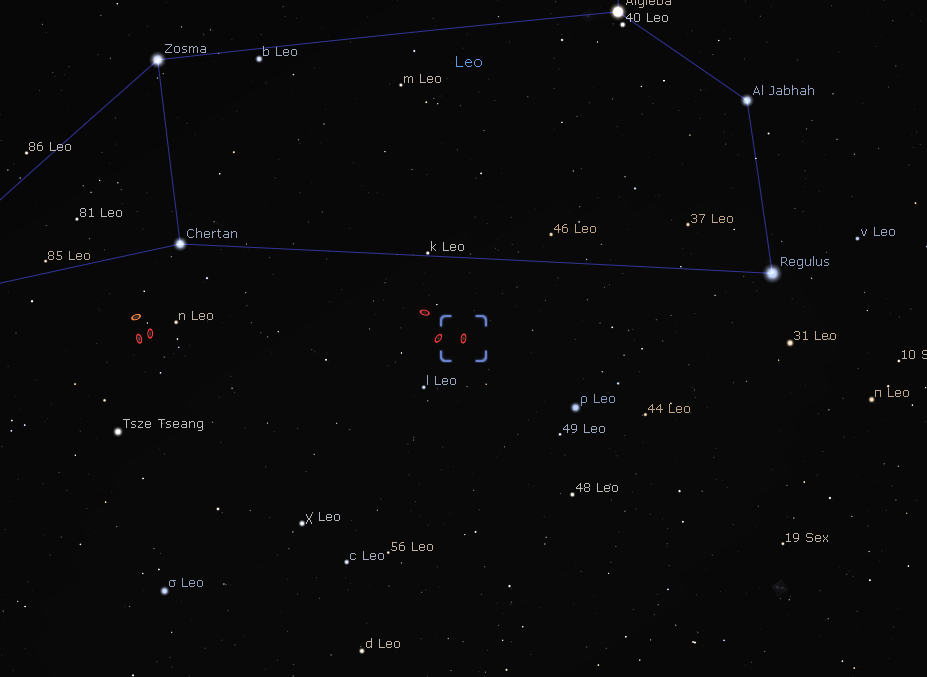 Algieba
40 Leo
Zosma
b Leo
Leo
m Leo
Al Jabhah
86 Leo
81 Leo
37 Leo
46 Leo
ν Leo
Chertan
k Leo
85 Leo
Regulus
n Leo
31 Leo
10 S
l Leo
π Leo
ρ Leo
44 Leo
Tsze Tseang
49 Leo
48 Leo
χ Leo
19 Sex
56 Leo
c Leo
σ Leo
d Leo